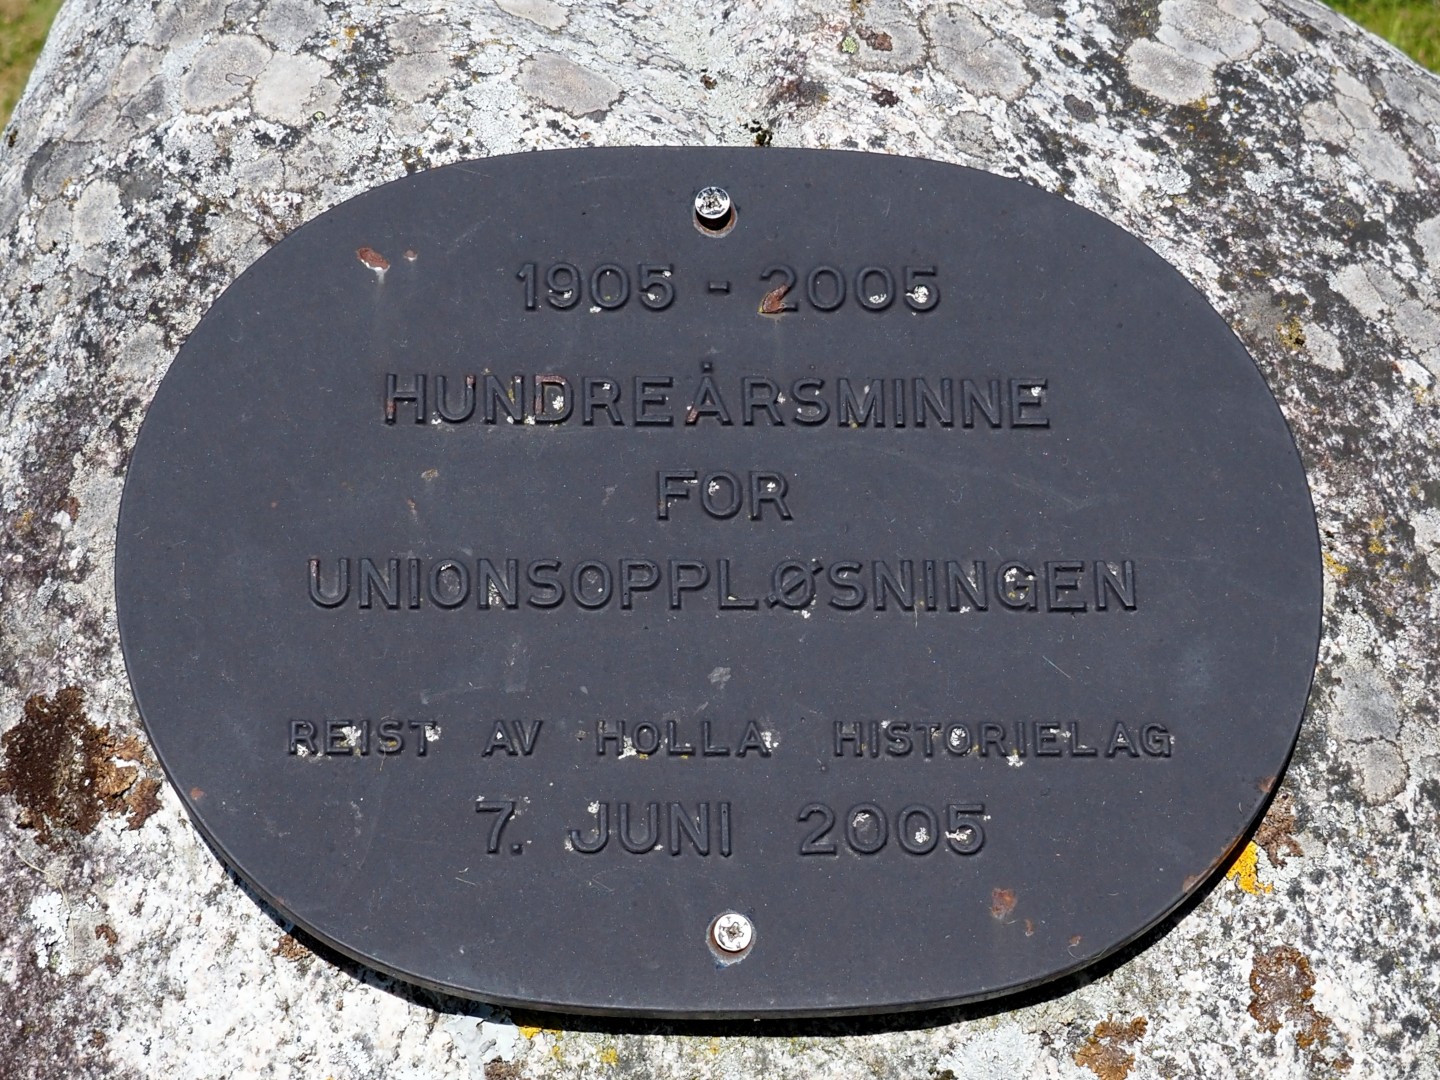 1905 - 2005
HUNDREÅRSMINNE
FOR
UNIONSOPPLØSNINGEN
REIST AV HOLLA HISTORIELAG
7. JUNI 2005